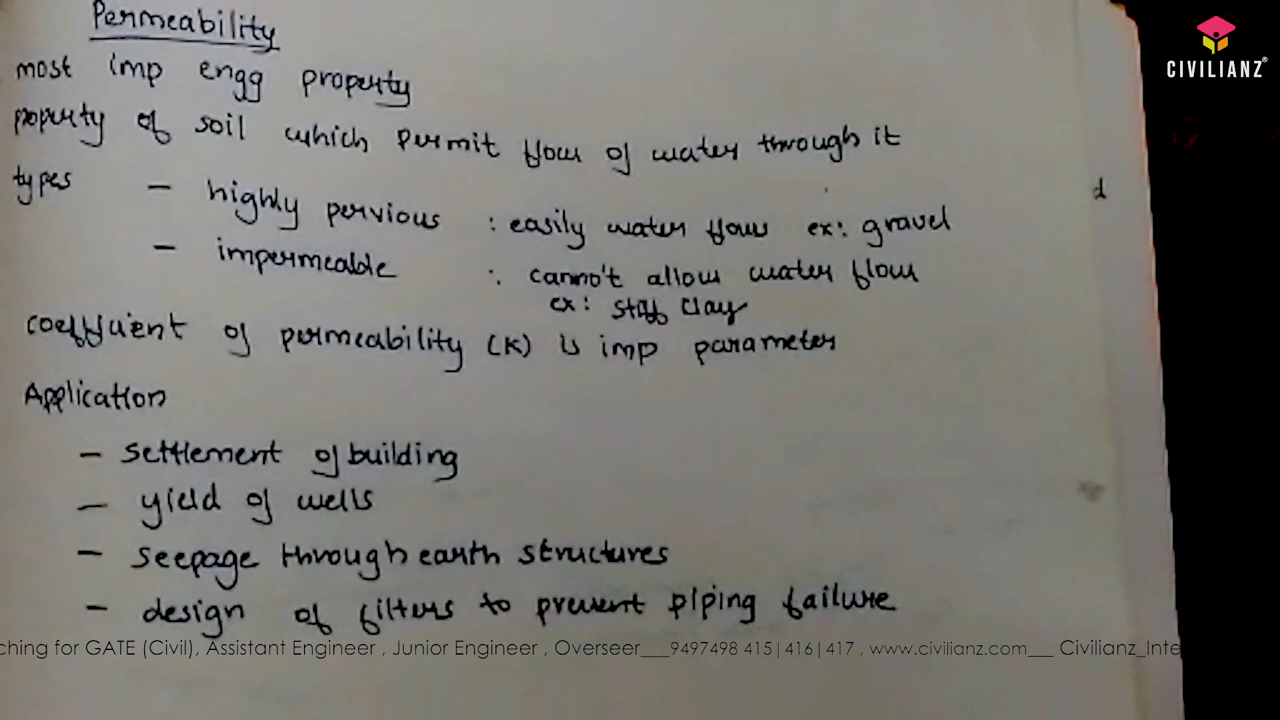 Permeability
CIVILIANZ®
most imp engg property
property of soil which permit flow of water through it
types - highly pervious : easily water flows ex: gravel
- impermeable : cannot allow water flow
ex: stiff clay
coefficient of permeability (K) is imp parameter
Application
- settlement of building
- yield of wells
- seepage through earth structures
- design of filters to prevent piping failure
ching for GATE (Civil), Assistant Engineer , Junior Engineer , Overseer___9497498 415|416|417 , www.civilianz.com___ Civilianz_Inte